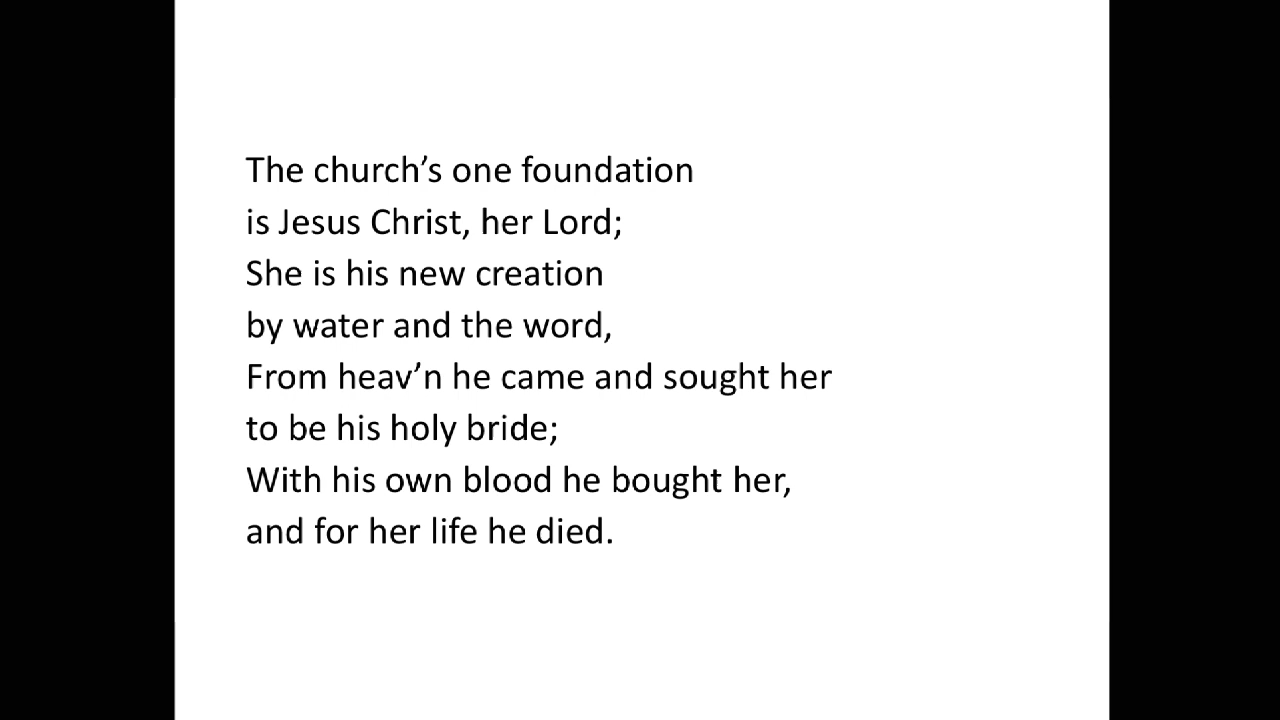 The church’s one foundation
is Jesus Christ, her Lord;
She is his new creation
by water and the word,
From heav’n he came and sought her
to be his holy bride;
With his own blood he bought her,
and for her life he died.